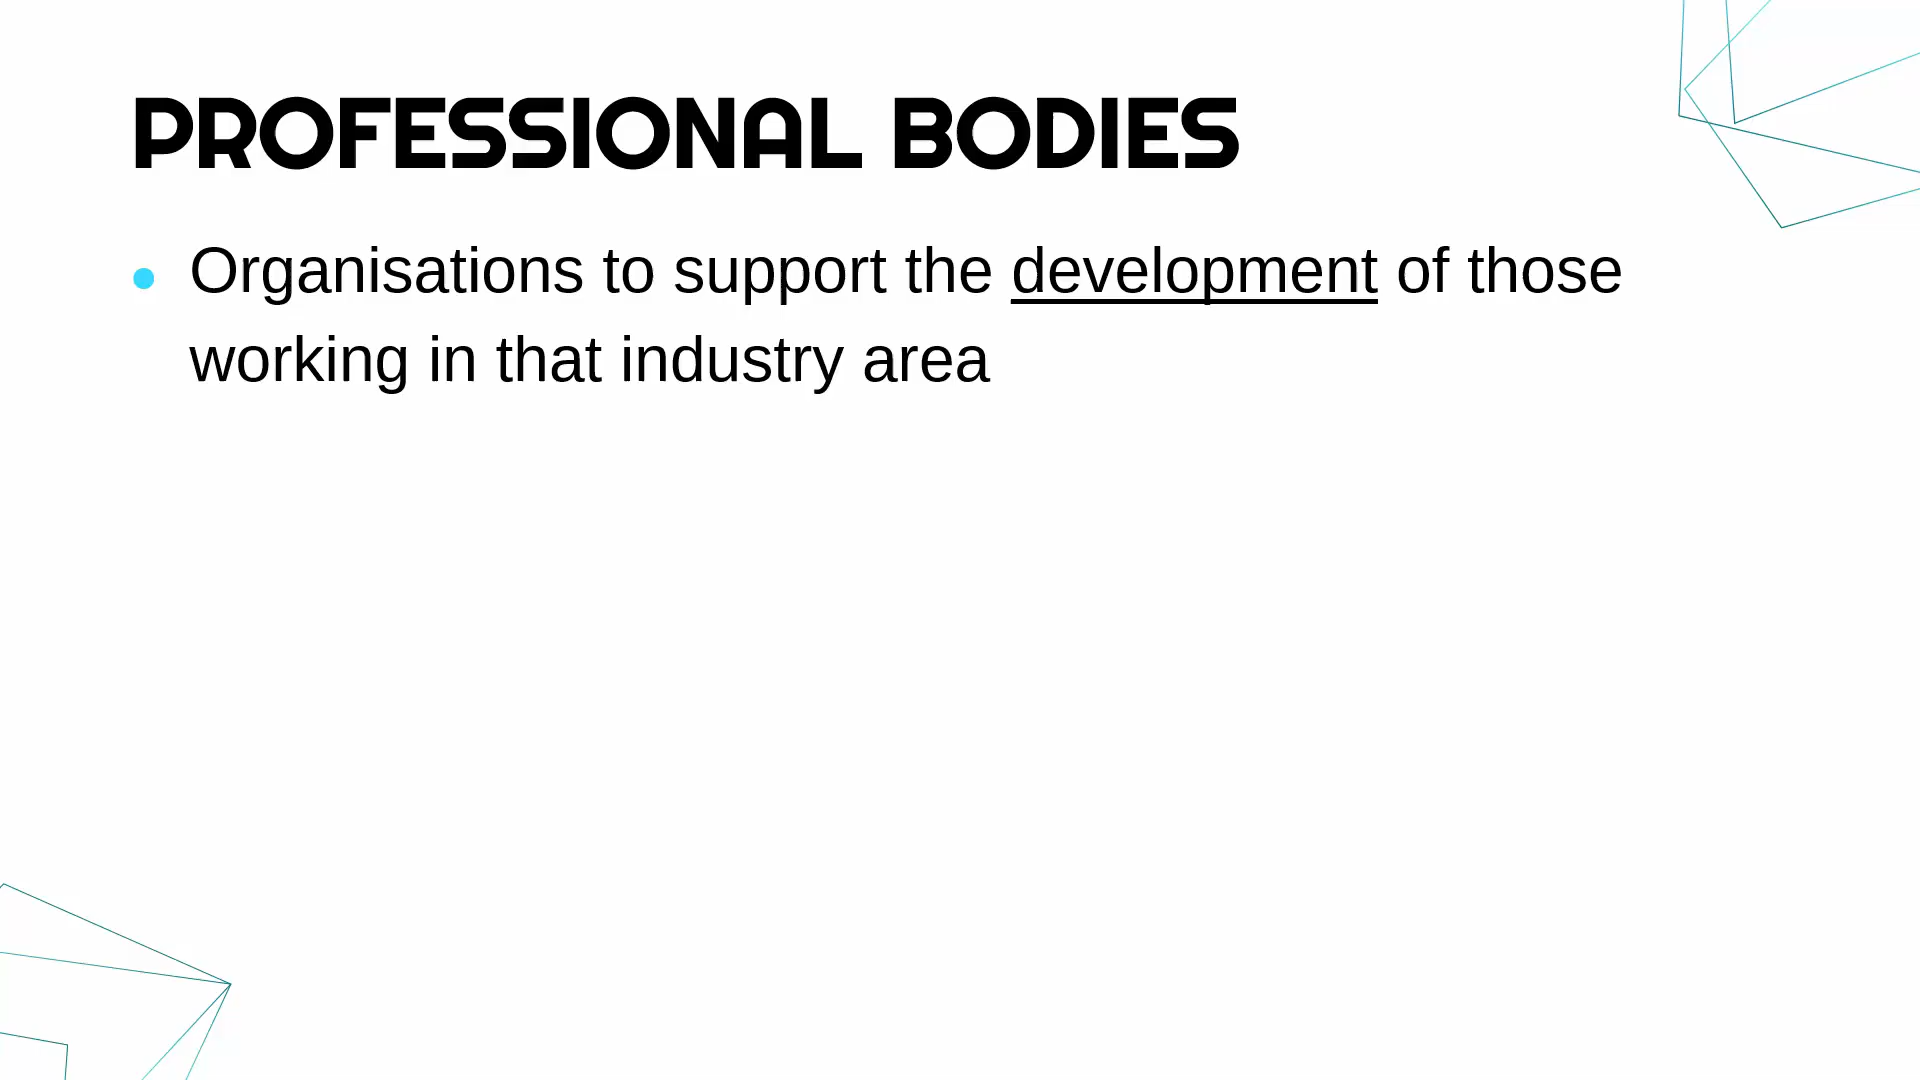 PROFESSIONAL BODIES
Organisations to support the development of those
working in that industry area